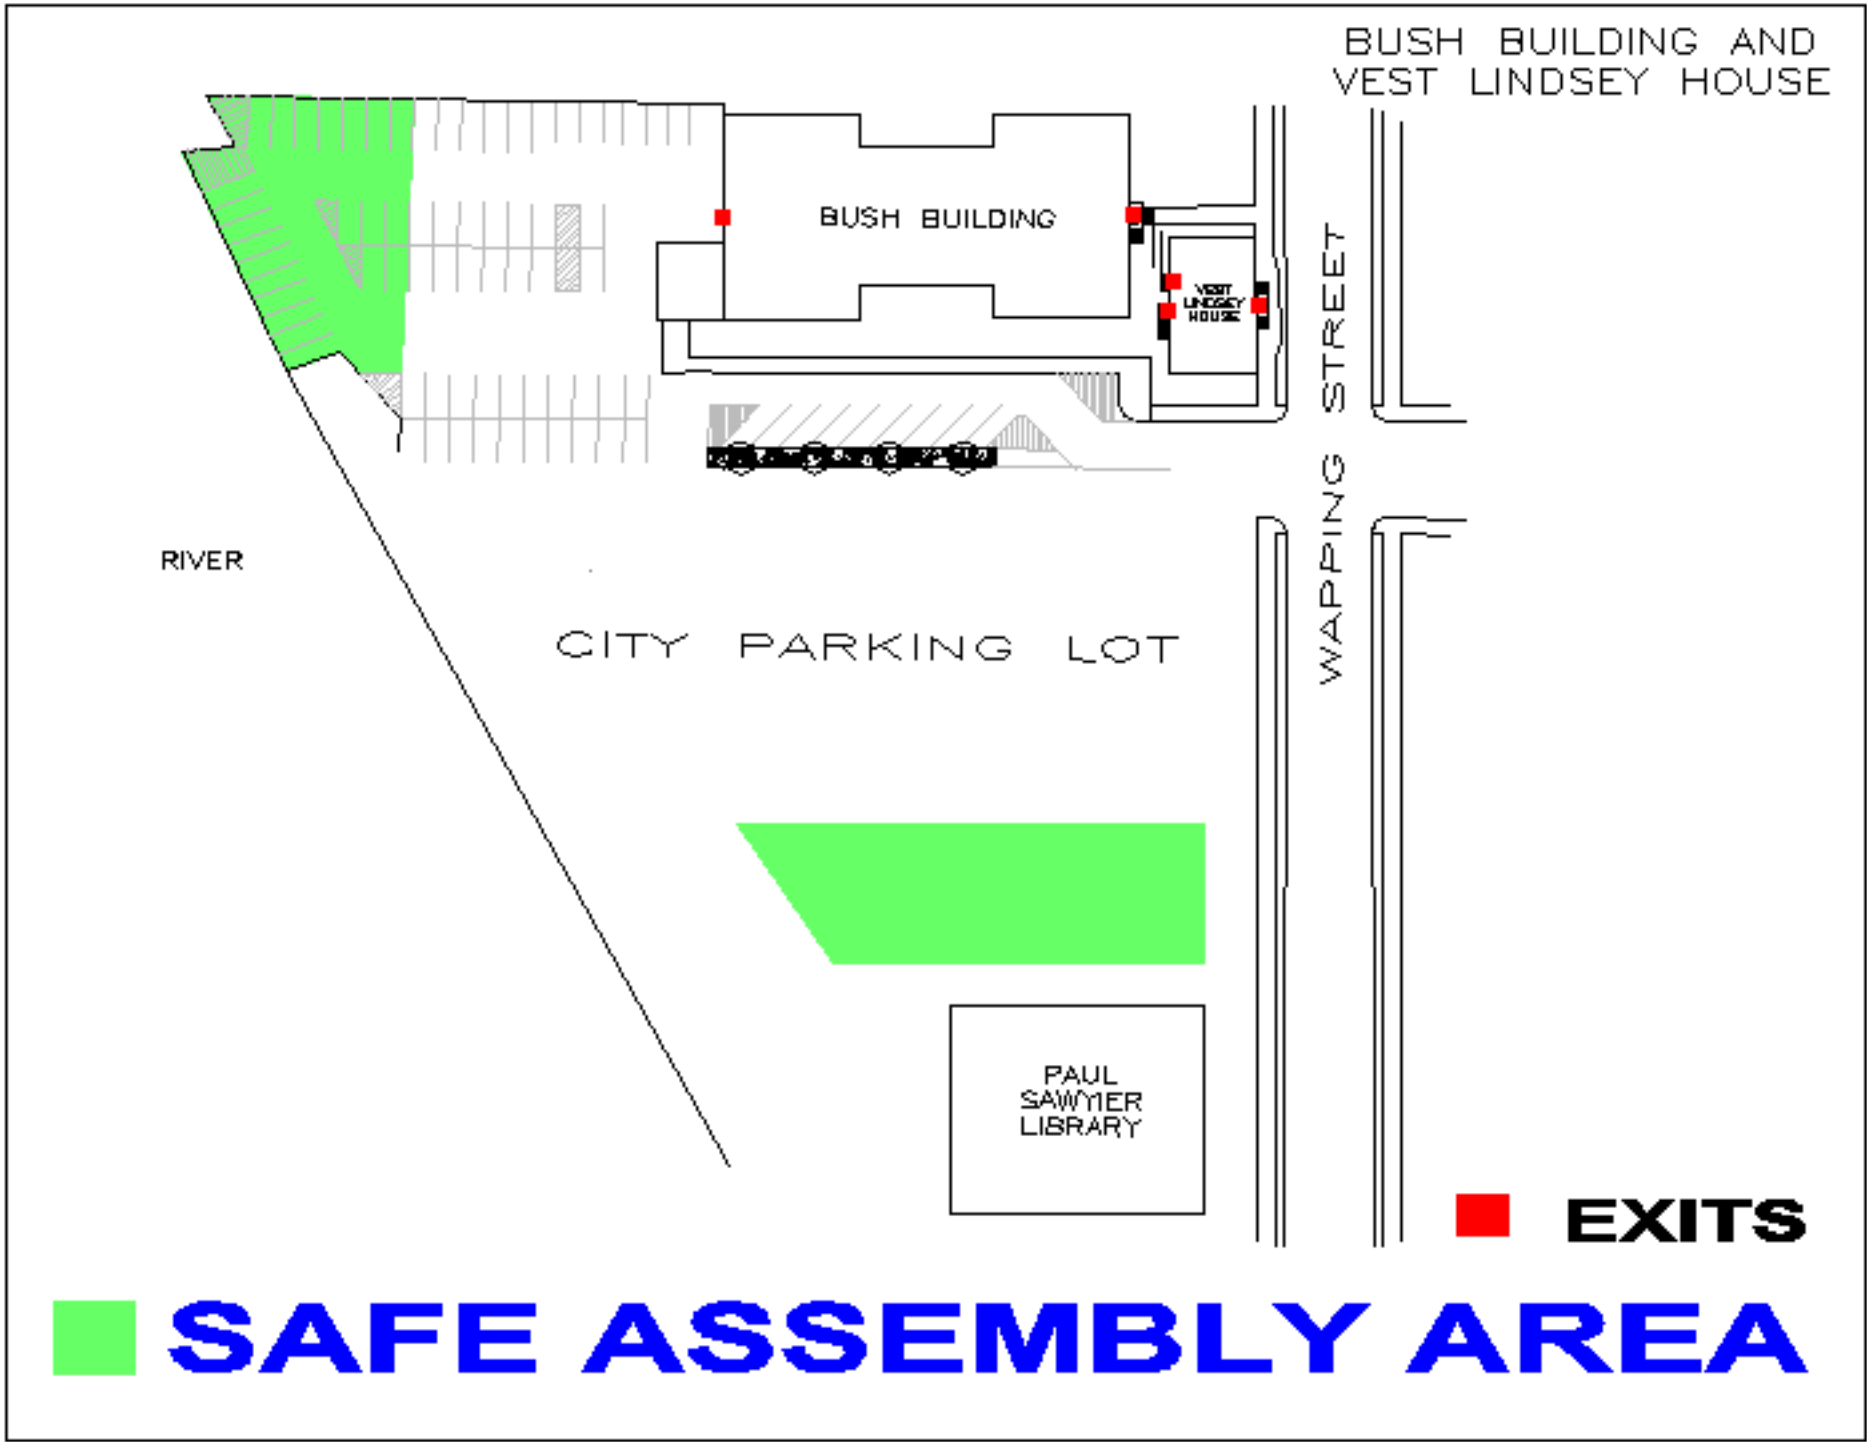 BUSH BUILDING AND
VEST LINDSEY HOUSE
BUSH BUILDING
VEST
LINDSEY
HOUSE
WAPPING STREET
RIVER
CITY PARKING LOT
PAUL
SAWYIER
LIBRARY
EXITS
SAFE ASSEMBLY AREA